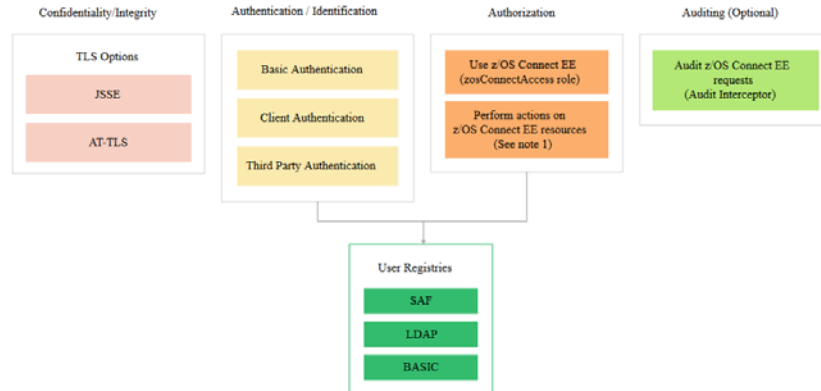 Confidentiality/Integrity
TLS Options
JSSE
AT-TLS
Authentication / Identification
Basic Authentication
Client Authentication
Third Party Authentication
Authorization
Use z/OS Connect EE
(zosConnectAccess role)
Perform actions on
z/OS Connect EE resources
(See note 1)
Auditing (Optional)
Audit z/OS Connect EE
requests
(Audit Interceptor)
User Registries
SAF
LDAP
BASIC